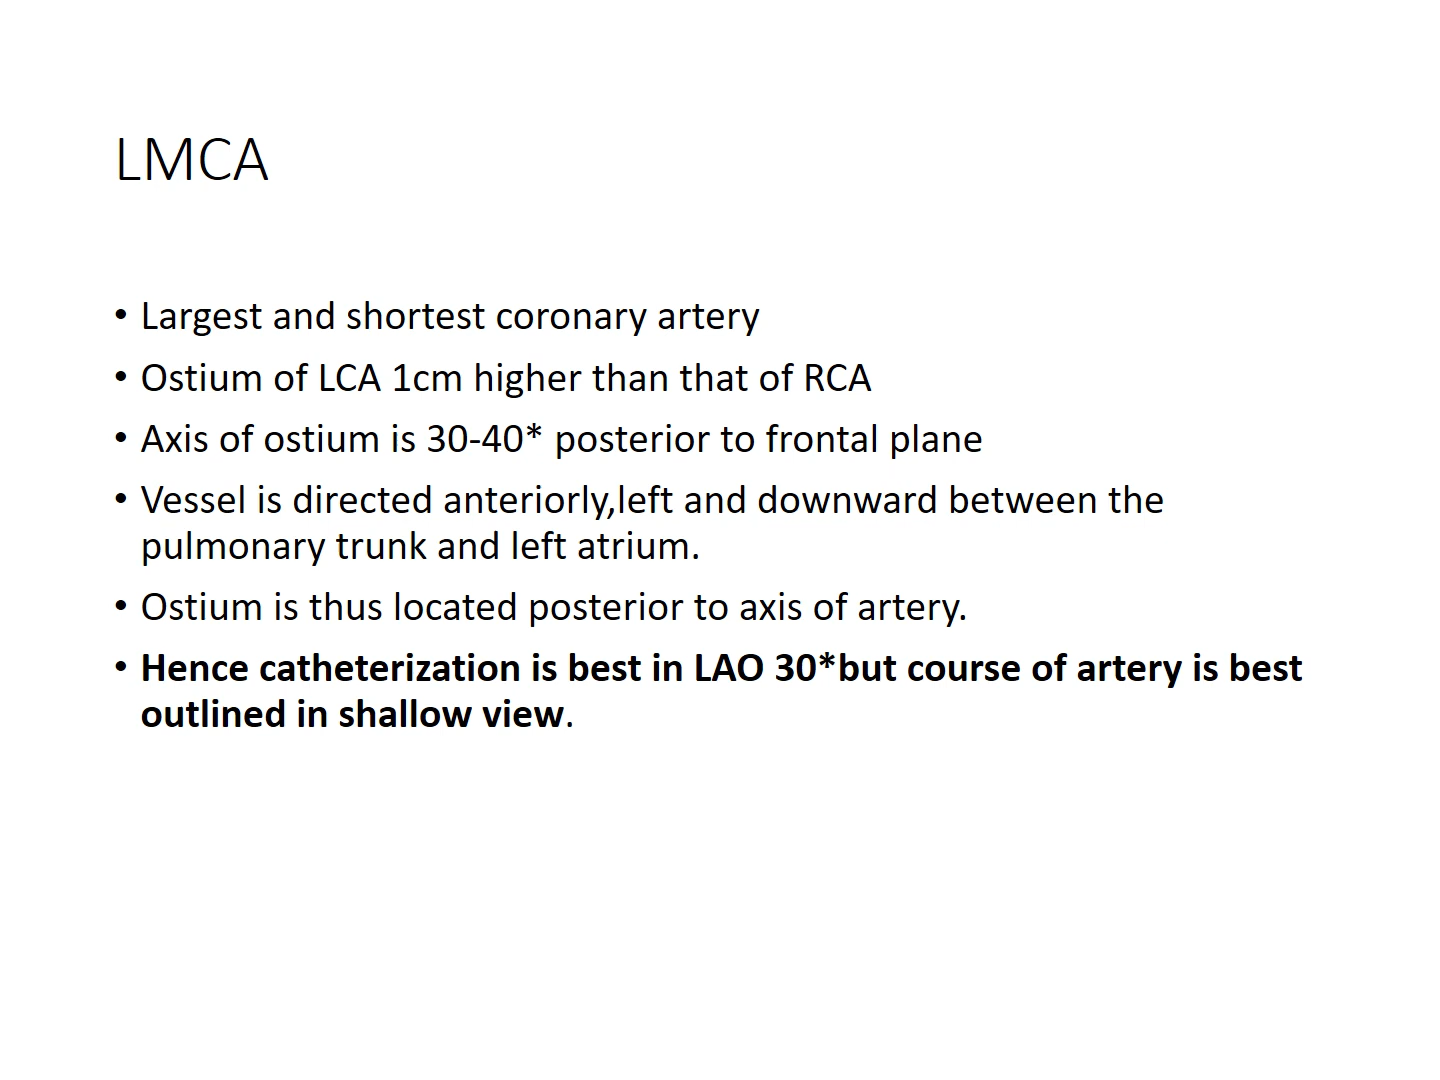 LMCA
• Largest and shortest coronary artery
• Ostium of LCA 1cm higher than that of RCA
• Axis of ostium is 30-40* posterior to frontal plane
• Vessel is directed anteriorly,left and downward between the
pulmonary trunk and left atrium.
• Ostium is thus located posterior to axis of artery.
• Hence catheterization is best in LAO 30*but course of artery is best
outlined in shallow view.